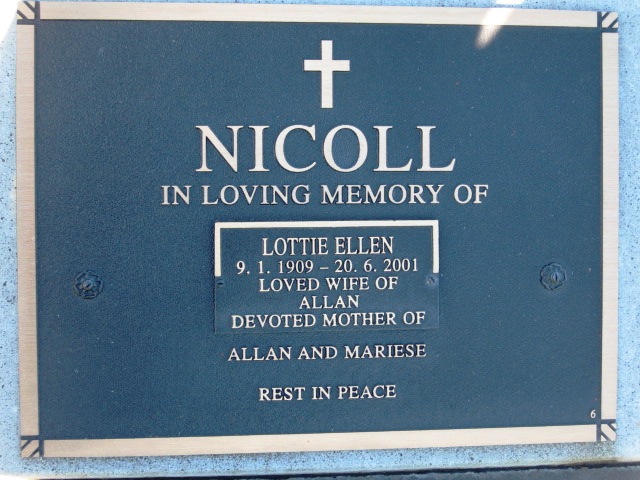 NICOLL
IN LOVING MEMORY OF
LOTTIE ELLEN
9. 1. 1909 – 20. 6. 2001
LOVED WIFE OF
ALLAN
DEVOTED MOTHER OF
ALLAN AND MARIESE
REST IN PEACE
6